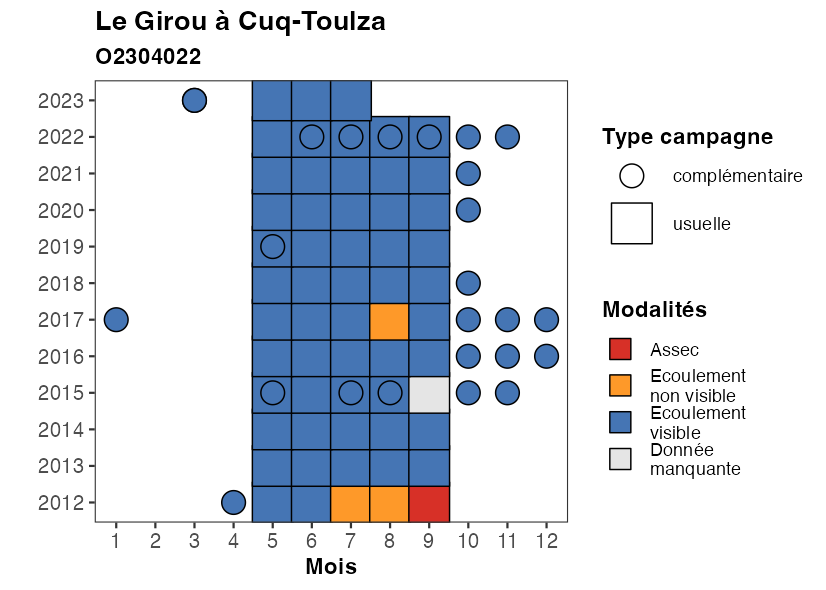 Le Girou à Cuq-Toulza
O2304022
2023
2022
2021
2020
2019
2018
2017
2016
2015
2014
2013
2012
1 2 3 4 5 6 7 8 9 10 11 12
Mois
Type campagne
complémentaire
usuelle
Modalités
Assec
Ecoulement
non visible
Ecoulement
visible
Donnée
manquante